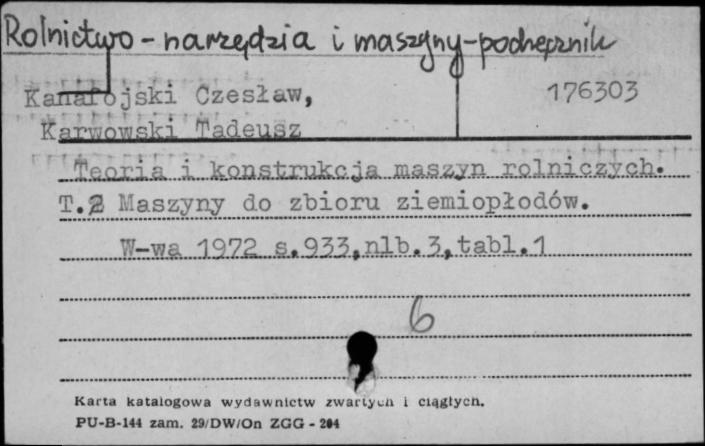 Rolnictwo - narzędzia i maszyny - podręcznik
Kanafojski Czesław, 176303
Karwowski Tadeusz
Teoria i konstrukcja maszyn rolniczych.
T.2 Maszyny do zbioru ziemiopłodów.
W-wa 1972 s.933,nlb.3,tabl.1
6
Karta katalogowa wydawnictw zwartych i ciągłych.
PU-B-144 zam. 29/DW/On ZGG - 204